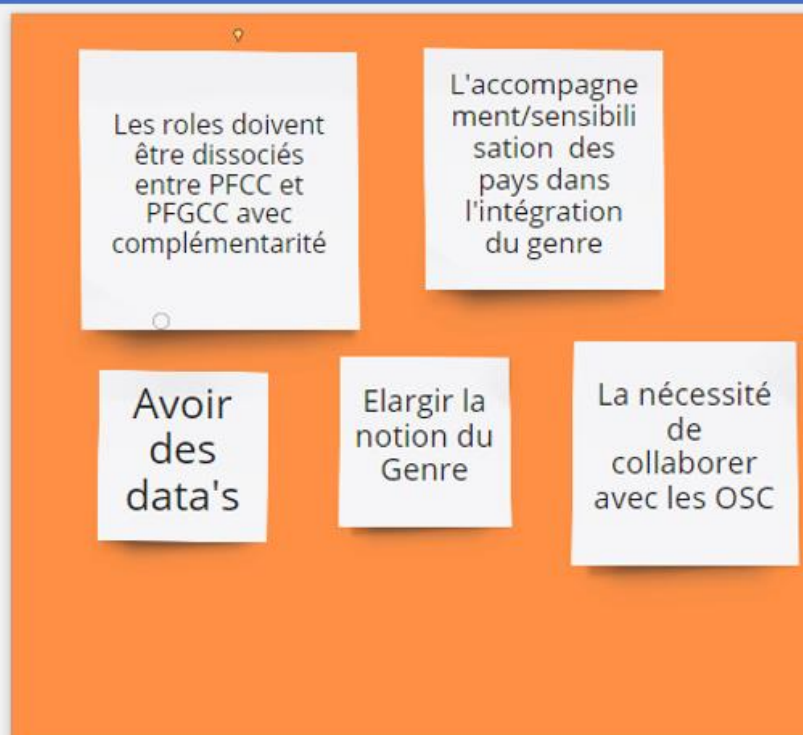 Les roles doivent
être dissociés
entre PFCC et
PFGCC avec
complémentarité
L'accompagne
ment/sensibili
sation des
pays dans
l'intégration
du genre
Avoir
des
data's
Elargir la
notion du
Genre
La nécessité
de
collaborer
avec les OSC